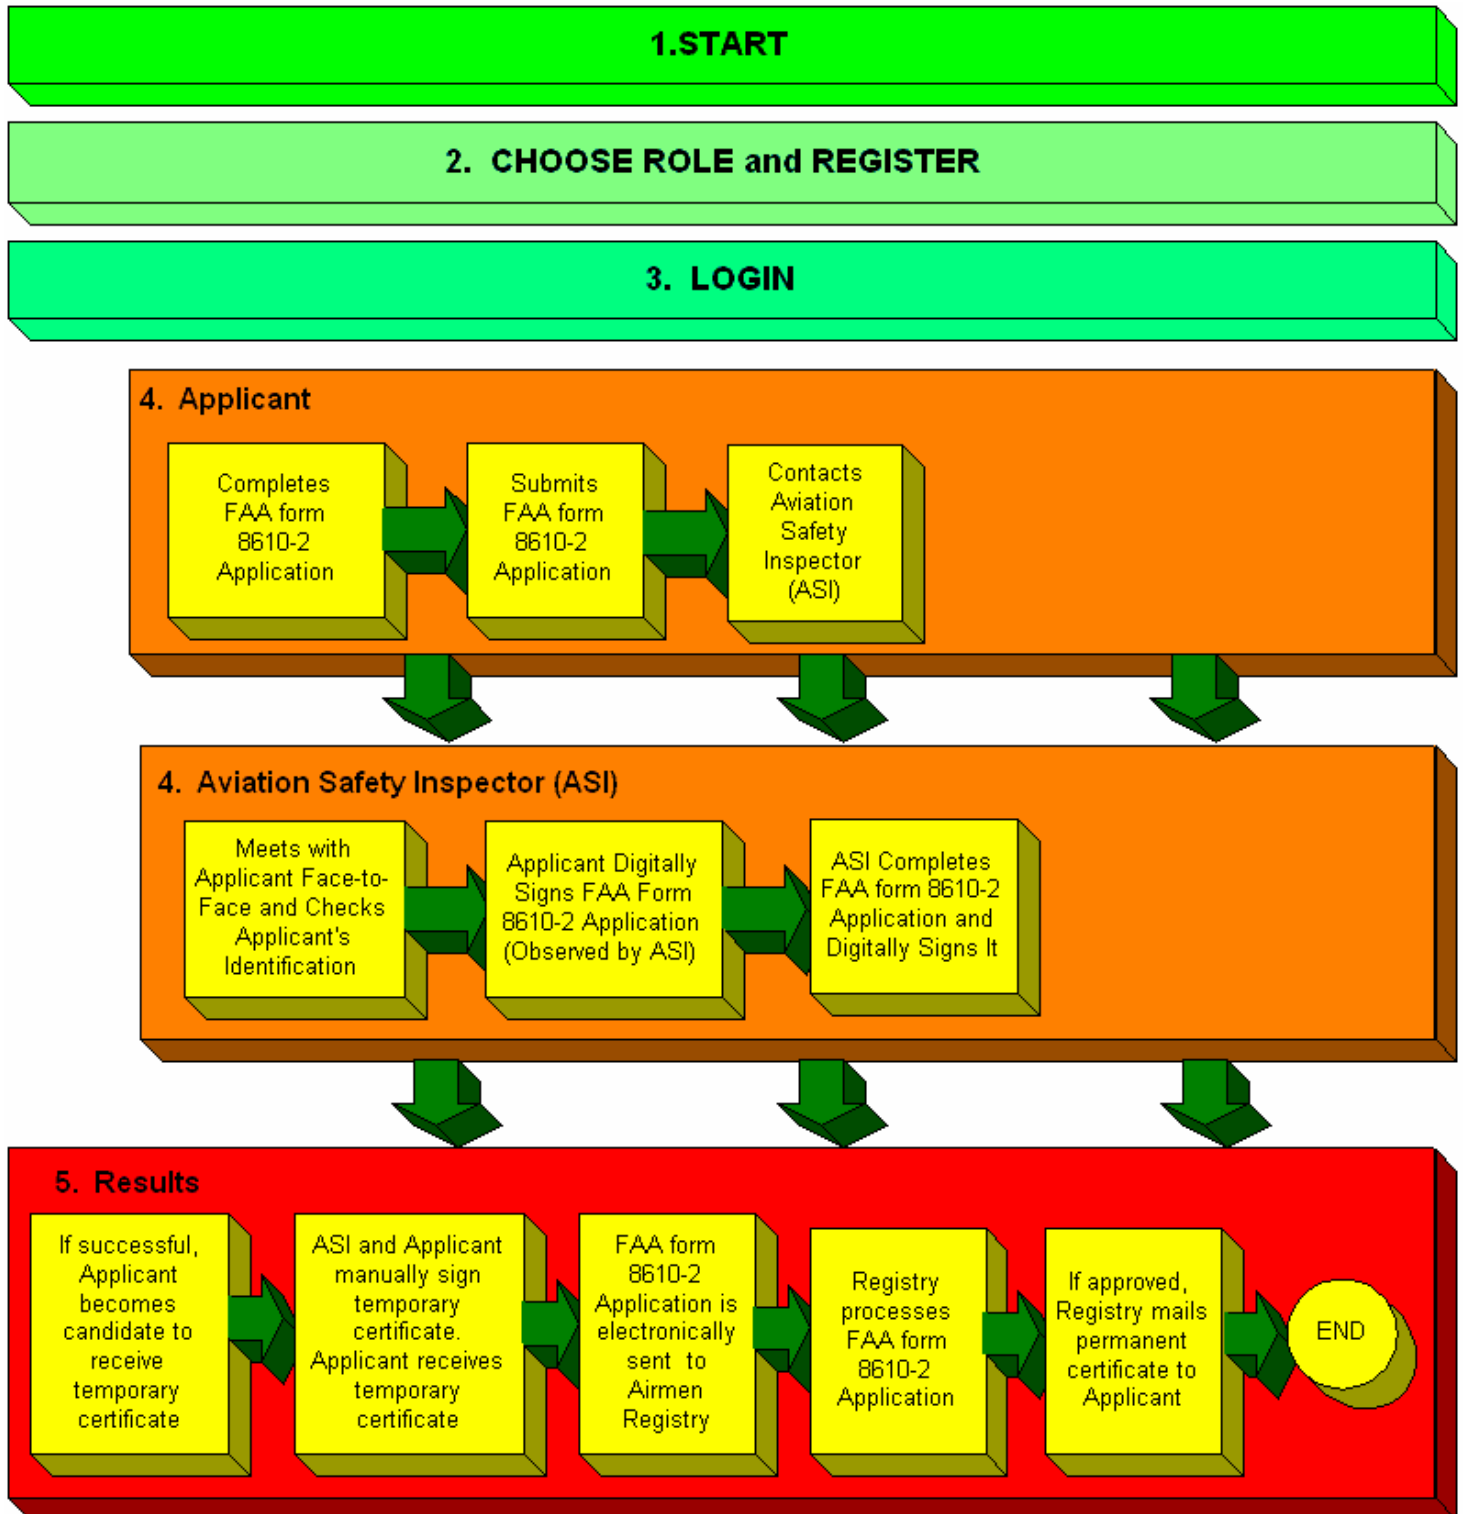 1.START
2. CHOOSE ROLE and REGISTER
3. LOGIN
4. Applicant
Completes
FAA form
8610-2
Application
Submits
FAA form
8610-2
Application
Contacts
Aviation
Safety
Inspector
(ASI)
4. Aviation Safety Inspector (ASI)
Meets with
Applicant Face-to-
Face and Checks
Applicant's
Identification
Applicant Digitally
Signs FAA Form
8610-2 Application
(Observed by ASI)
ASI Completes
FAA form 8610-2
Application and
Digitally Signs It
5. Results
If successful,
Applicant
becomes
candidate to
receive
temporary
certificate
ASI and Applicant
manually sign
temporary
certificate.
Applicant receives
temporary
certificate
FAA form
8610-2
Application is
electronically
sent to
Airmen
Registry
Registry
processes
FAA form
8610-2
Application
If approved,
Registry mails
permanent
certificate to
Applicant
END